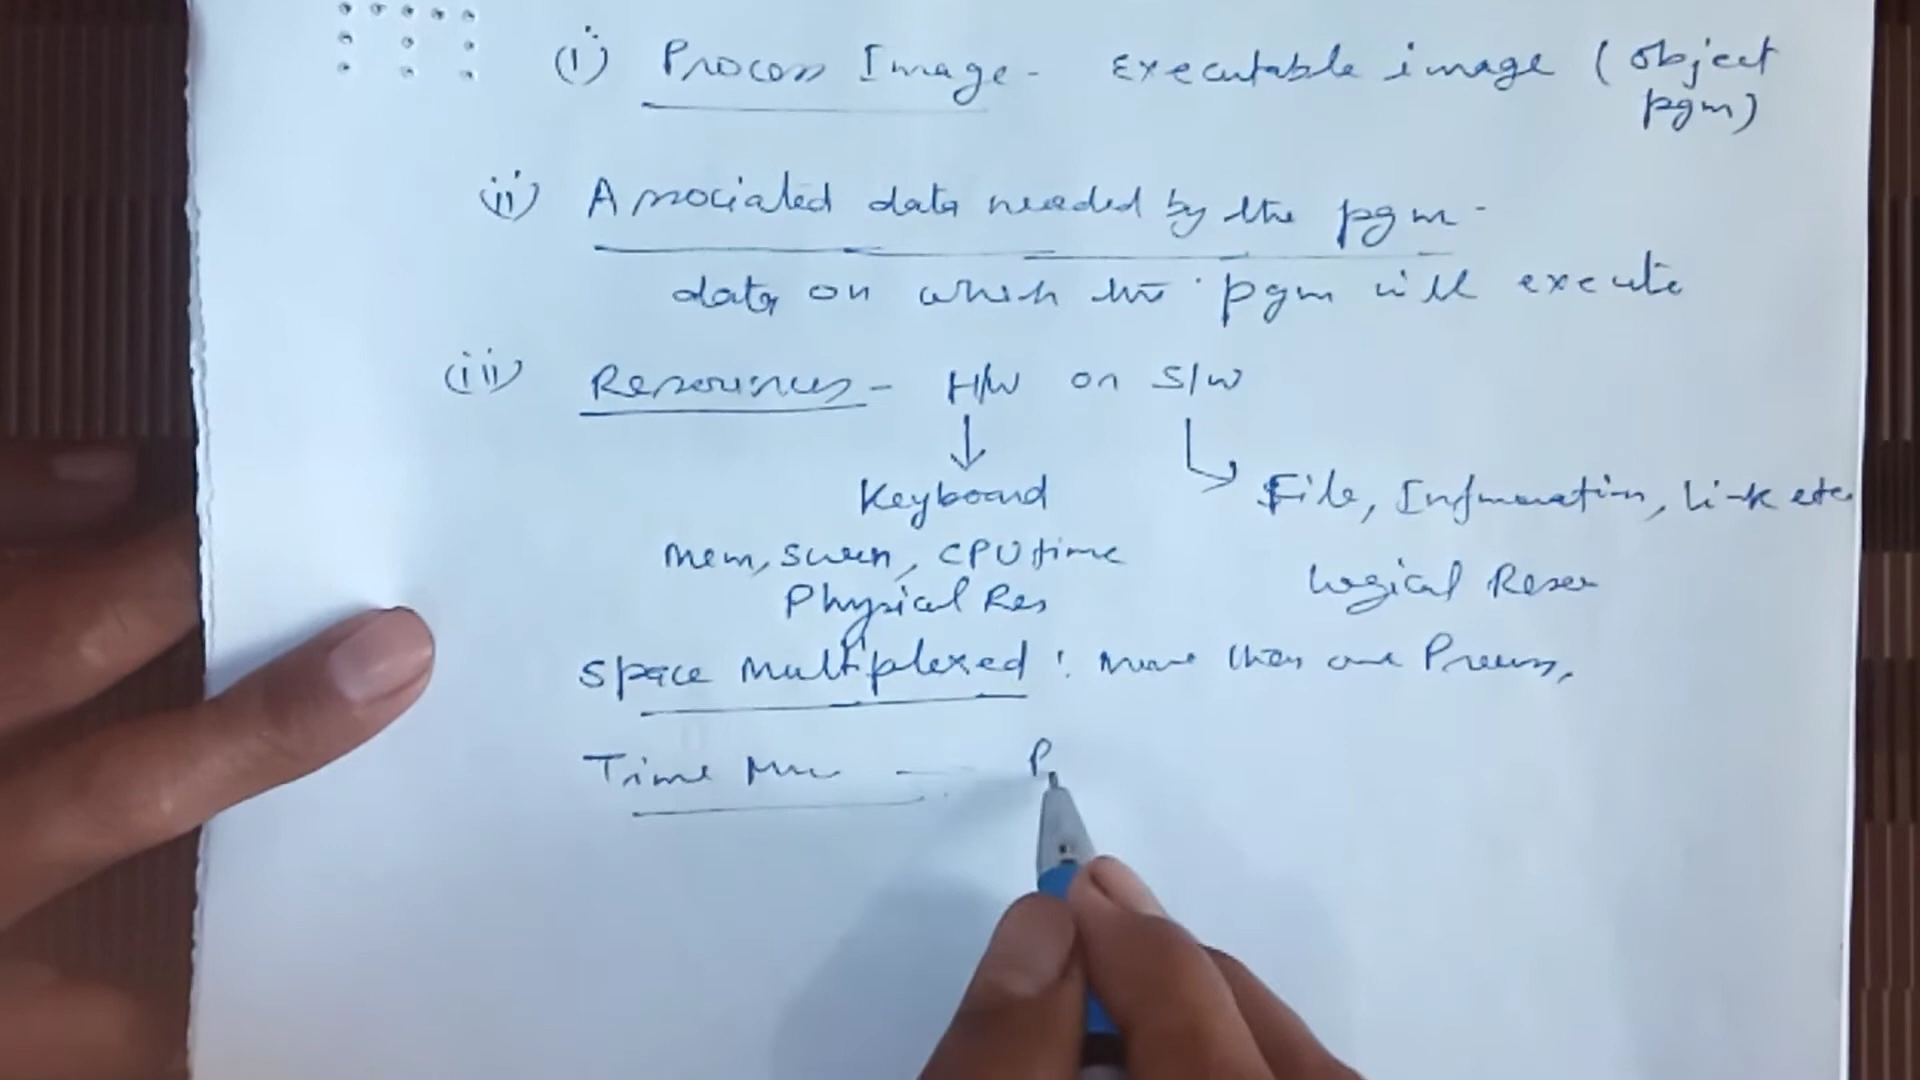 (i) Process Image - Executable image (object
pgm)
ii) Associated data needed by the pgm -
data on which the pgm will execute
(iii) Resources - H/W or S/W
Keyboard
File, Information, Link etc.
Mem, Screen, CPU time
Physical Res
Logical Resou
Space Multiplexed : More than one Process,
Time Mu P